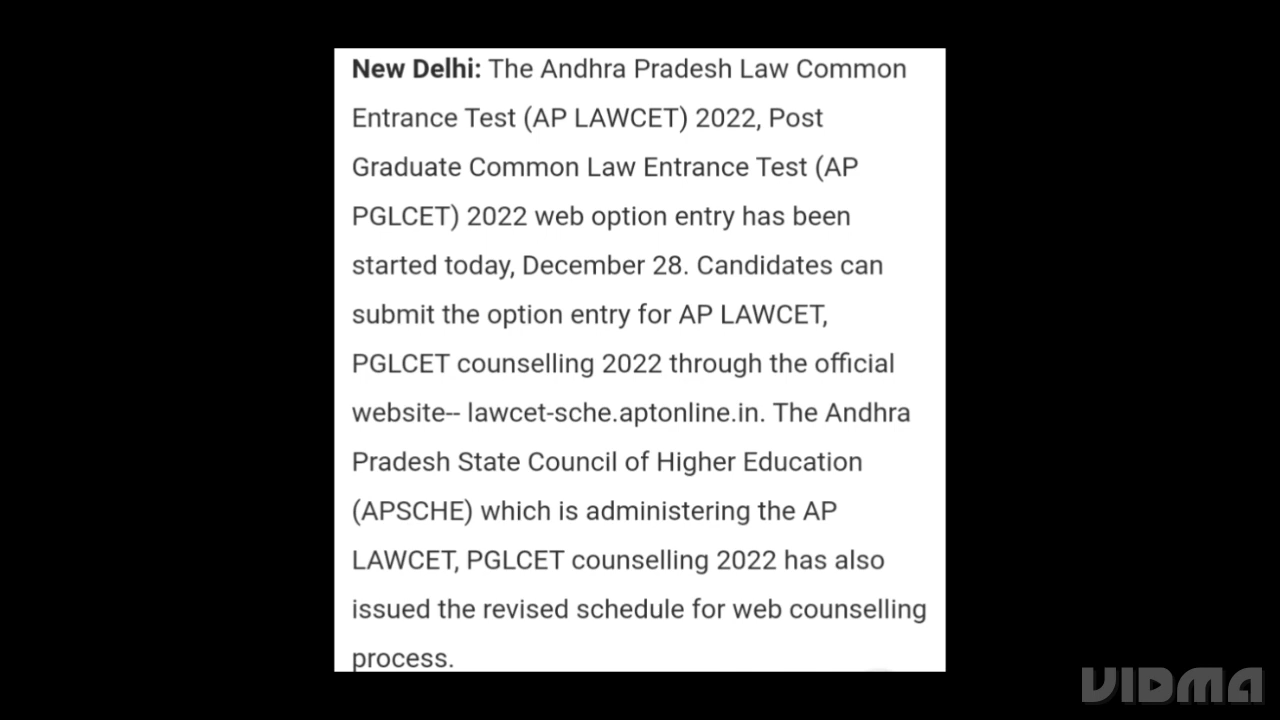 New Delhi: The Andhra Pradesh Law Common
Entrance Test (AP LAWCET) 2022, Post
Graduate Common Law Entrance Test (AP
PGLCET) 2022 web option entry has been
started today, December 28. Candidates can
submit the option entry for AP LAWCET,
PGLCET counselling 2022 through the official
website-- lawcet-sche.aptonline.in. The Andhra
Pradesh State Council of Higher Education
(APSCHE) which is administering the AP
LAWCET, PGLCET counselling 2022 has also
issued the revised schedule for web counselling
process.
VIDMA